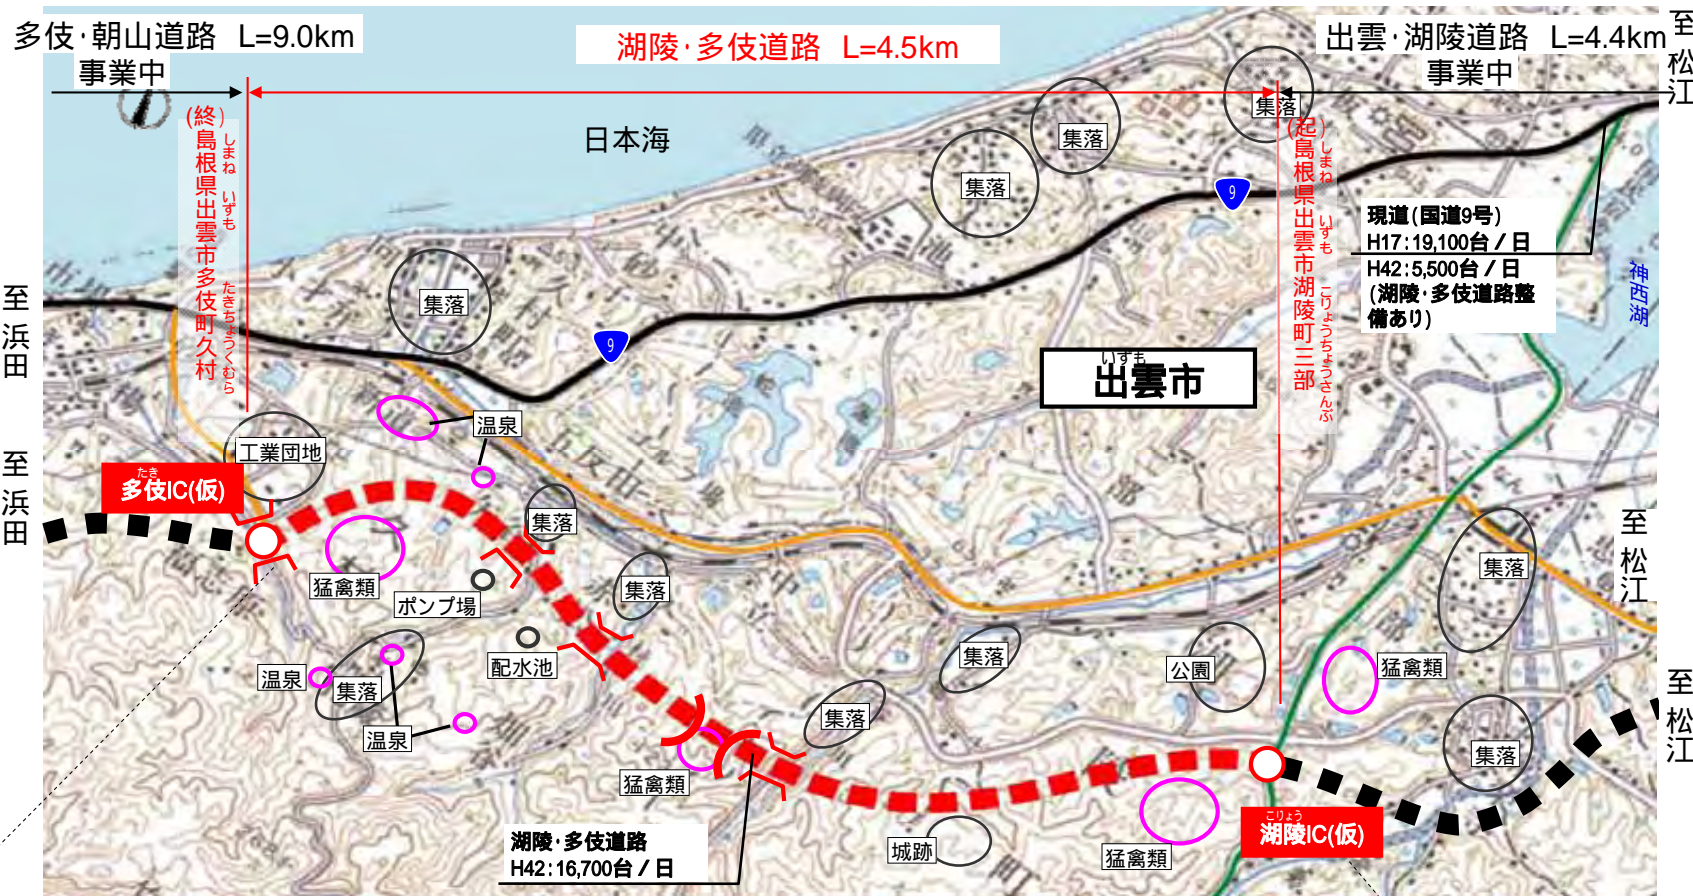 多伎･朝山道路　L=9.0km
事業中
湖陵･多伎道路　L=4.5km
出雲･湖陵道路　L=4.4km
事業中
至松江
日本海
(終)島根県出雲市多伎町久村
しまね
いずも
たきちょうくむら
(起)島根県出雲市湖陵町三部
しまね
いずも
こりょうちょうさんぶ
集落
集落
集落
集落
9
9
現道(国道9号)
H17:19,100台／日
H42:5,500台／日
(湖陵･多伎道路整
備あり)
神西湖
至浜田
いずも
出雲市
温泉
工業団地
至浜田
たき
多伎IC(仮)
集落
猛禽類
ポンプ場
集落
配水池
温泉
集落
温泉
集落
集落
公園
猛禽類
集落
至松江
至松江
集落
猛禽類
湖陵･多伎道路
H42:16,700台／日
城跡
猛禽類
こりょう
湖陵IC(仮)